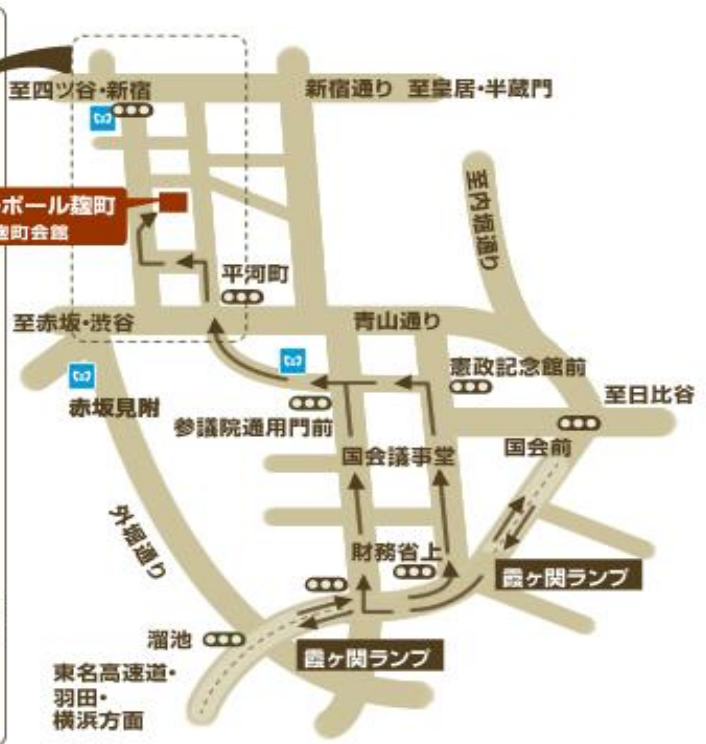 至四ツ谷・新宿
新宿通り 至皇居・半蔵門
至内堀通り
ポール麹町
麹町会館
平河町
至赤坂・渋谷
青山通り
赤坂見附
憲政記念館前
至日比谷
参議院通用門前
国会前
国会議事堂
外堀通り
財務省上
霞ヶ関ランプ
溜池
霞ヶ関ランプ
東名高速道・
羽田・
横浜方面